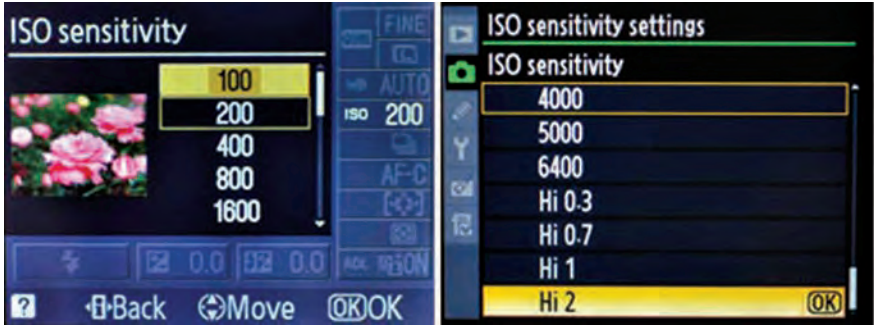 ISO sensitivity
100
200
400
800
1600
FINE
AUTO
ISO 200
AF-C
0.0
0.0
ON
? Back Move OK OK
ISO sensitivity settings
ISO sensitivity
4000
5000
6400
Hi 0.3
Hi 0.7
Hi 1
Hi 2 OK